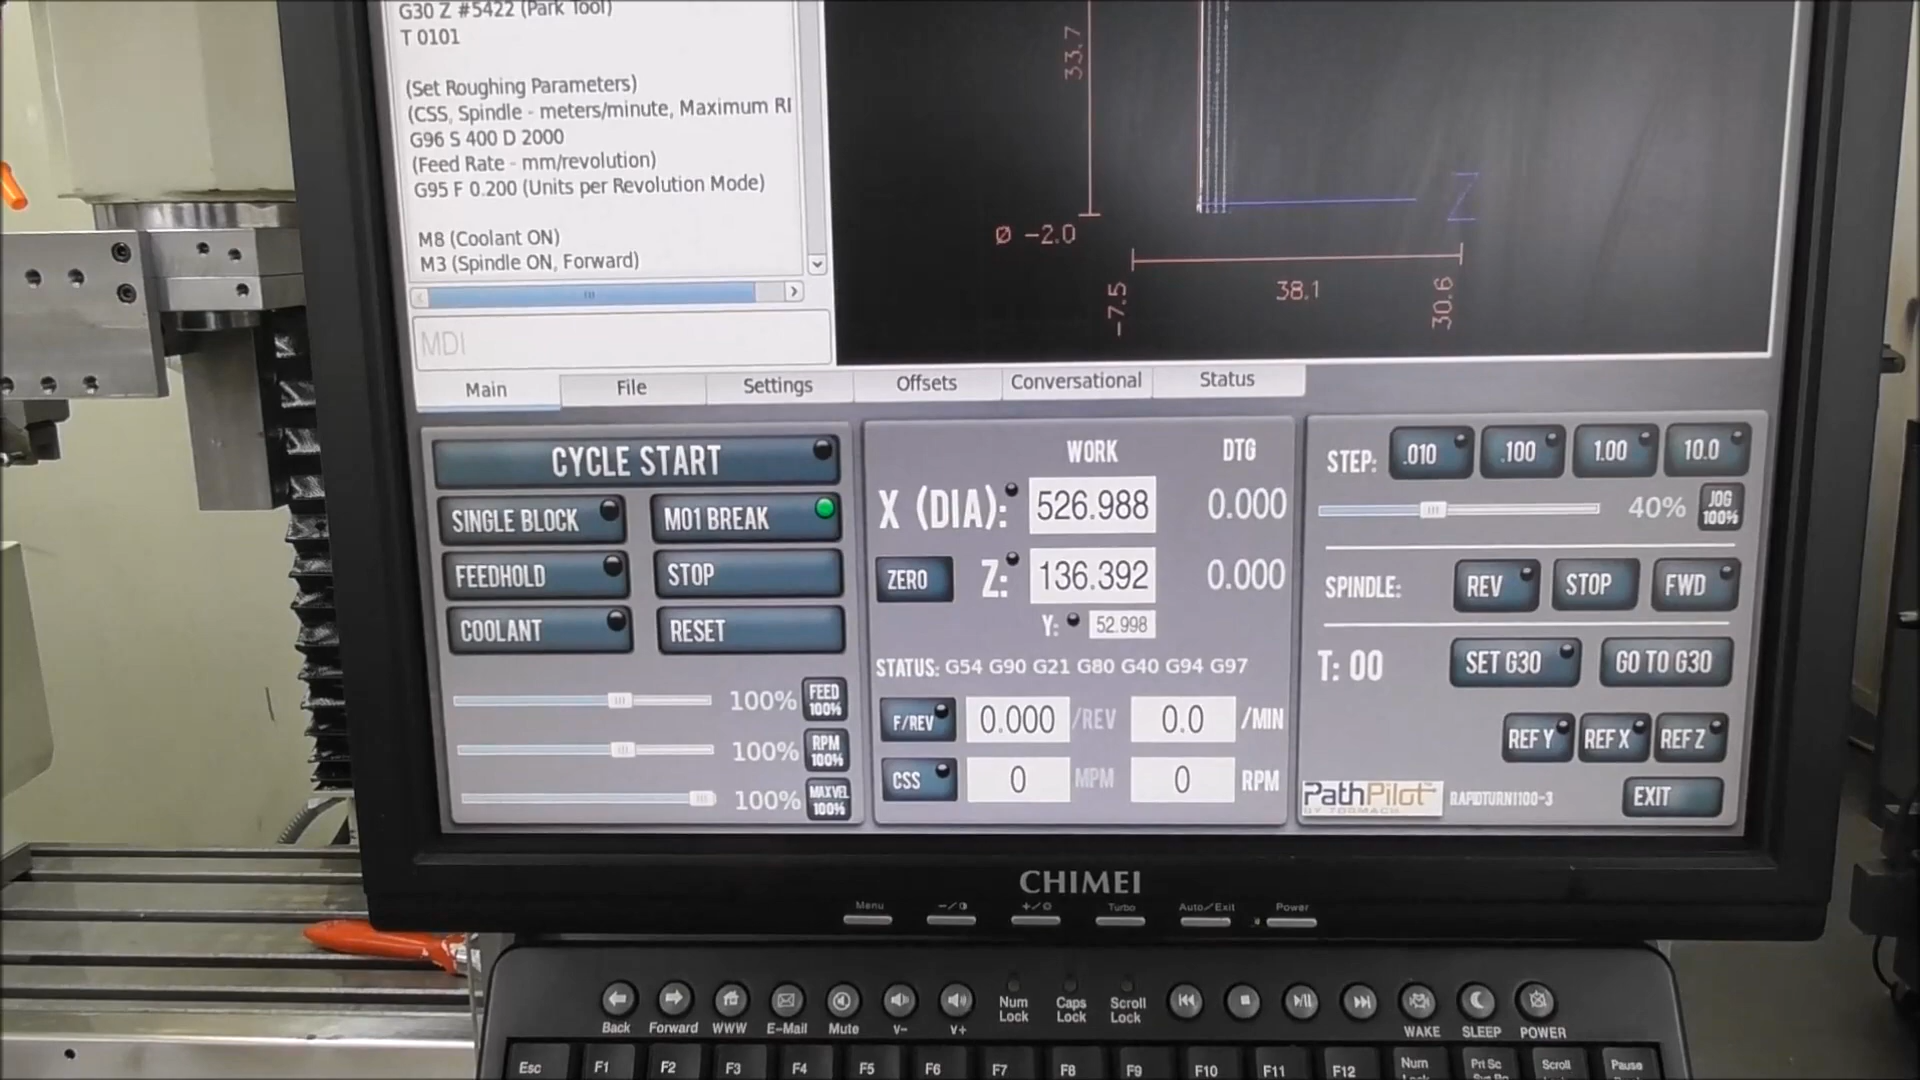 G30 Z #5422 (Park Tool)
T 0101
(Set Roughing Parameters)
(CSS, Spindle - meters/minute, Maximum RI
G96 S 400 D 2000
(Feed Rate - mm/revolution)
G95 F 0.200 (Units per Revolution Mode)
M8 (Coolant ON)
M3 (Spindle ON, Forward)
MDI
33.7
Ø -2.0
Z
-7.5
38.1
30.6
Main File Settings Offsets Conversational Status
CYCLE START
SINGLE BLOCK M01 BREAK
FEEDHOLD STOP
COOLANT RESET
100% FEED 100%
100% RPM 100%
100% MAXVEL 100%
WORK DTG
X (DIA): 526.988 0.000
ZERO Z: 136.392 0.000
Y: 52.998
STATUS: G54 G90 G21 G80 G40 G94 G97
F/REV 0.000 /REV 0.0 /MIN
CSS 0 MPM 0 RPM
STEP: .010 .100 1.00 10.0
40% JOG 100%
SPINDLE: REV STOP FWD
T: 00 SET G30 GO TO G30
REF Y REF X REF Z
PathPilot™ RAPIDTURN1100-3 EXIT
BY TORMACH
CHIMEI
Menu Turbo Auto/Exit Power
Back Forward WWW E-Mail Mute V- V+ Num Lock Caps Lock Scroll Lock WAKE SLEEP POWER
Esc F1 F2 F3 F4 F5 F6 F7 F8 F9 F10 F11 F12 Num Prt Sc Scroll Pause